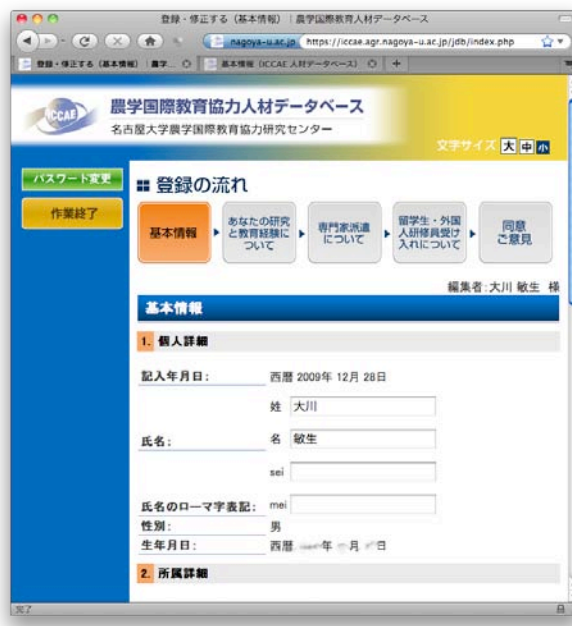 登録・修正する（基本情報）｜農学国際教育人材データベース
nagoya-u.ac.jp https://iccae.agr.nagoya-u.ac.jp/jdb/index.php
登録・修正する（基本情報）｜農学...
基本情報（ICCAE 人材データベース）
ICCAE
農学国際教育協力人材データベース
名古屋大学農学国際教育協力研究センター
文字サイズ 大 中 小
パスワード変更
作業終了
登録の流れ
基本情報
あなたの研究
と教育経験に
ついて
専門家派遣
について
留学生・外国
人研修員受け
入れについて
同意
ご意見
編集者:大川 敏生 様
基本情報
1. 個人詳細
記入年月日:
西暦 2009年 12月 28日
姓 大川
氏名:
名 敏生
sei
氏名のローマ字表記:
mei
性別:
男
生年月日:
西暦 年 月 日
2. 所属詳細
完了